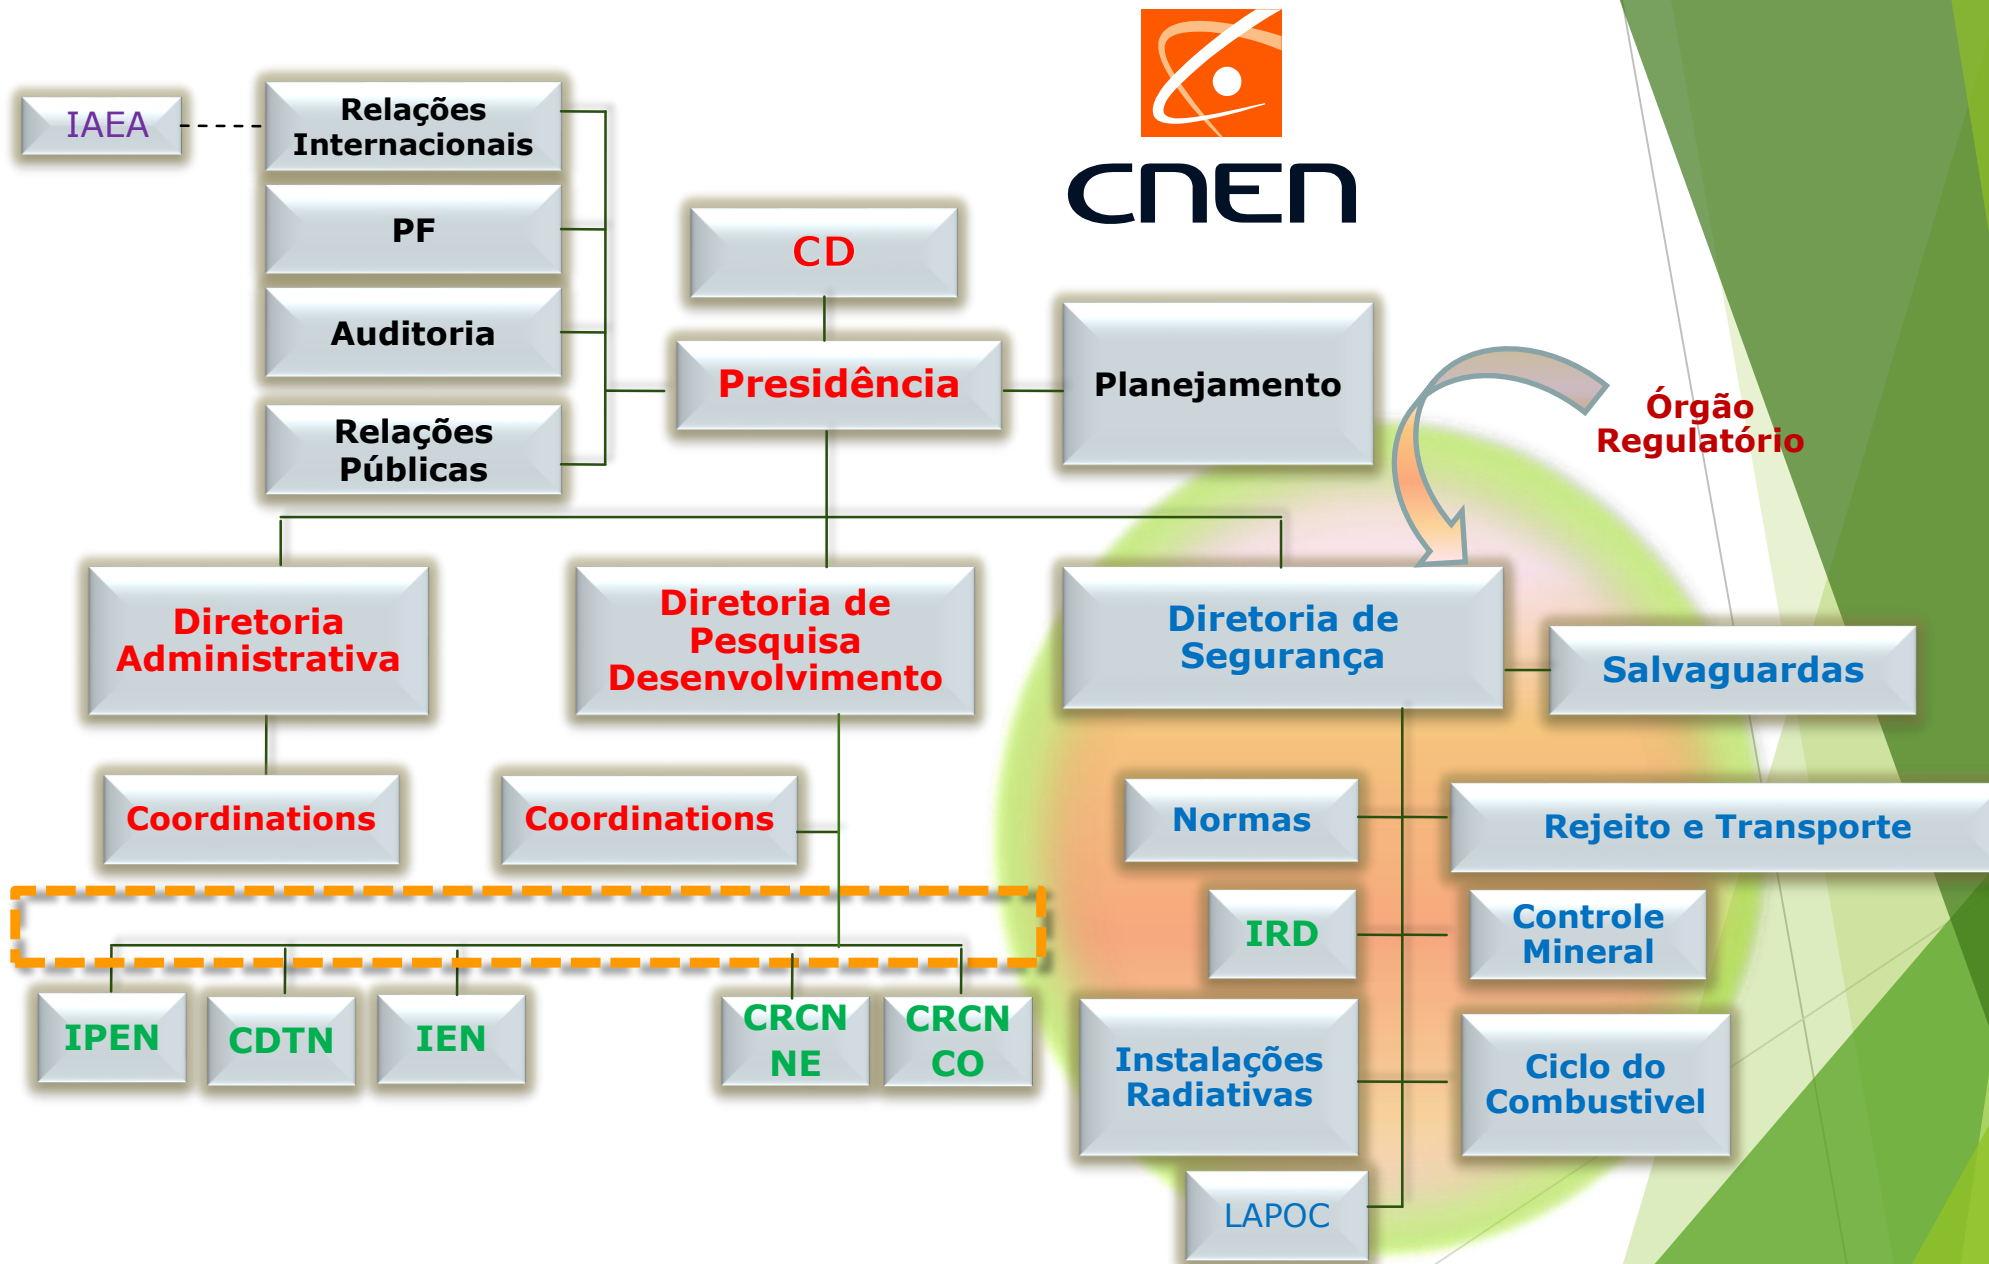 CNEN
IAEA
Relações
Internacionais
PF
Auditoria
Relações
Públicas
CD
Presidência
Planejamento
Órgão
Regulatório
Diretoria
Administrativa
Diretoria de
Pesquisa
Desenvolvimento
Diretoria de
Segurança
Salvaguardas
Coordinations
Coordinations
Normas
Rejeito e Transporte
IRD
Controle
Mineral
IPEN
CDTN
IEN
CRCN
NE
CRCN
CO
Instalações
Radiativas
Ciclo do
Combustivel
LAPOC